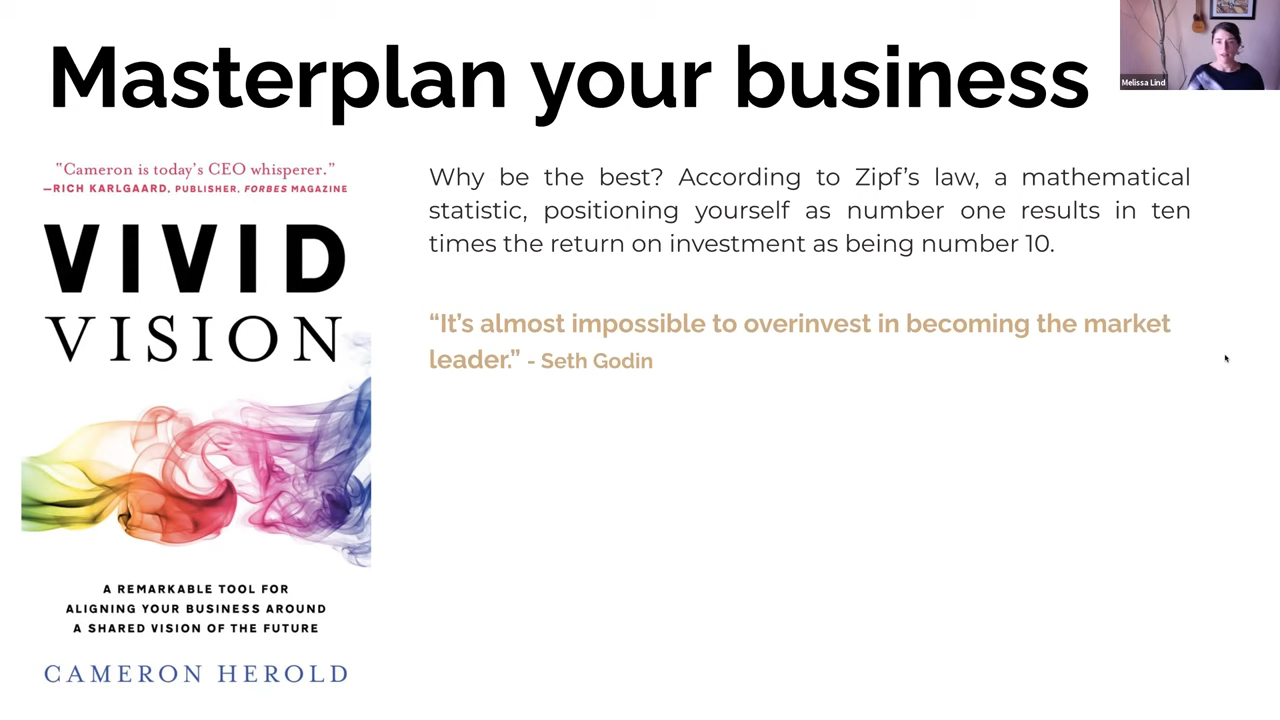 Masterplan your business
Melissa Lind
"Cameron is today's CEO whisperer."
—RICH KARLGAARD, PUBLISHER, FORBES MAGAZINE
VIVID
VISION
A REMARKABLE TOOL FOR
ALIGNING YOUR BUSINESS AROUND
A SHARED VISION OF THE FUTURE
CAMERON HEROLD
Why be the best? According to Zipf's law, a mathematical
statistic, positioning yourself as number one results in ten
times the return on investment as being number 10.
“It's almost impossible to overinvest in becoming the market
leader.” - Seth Godin